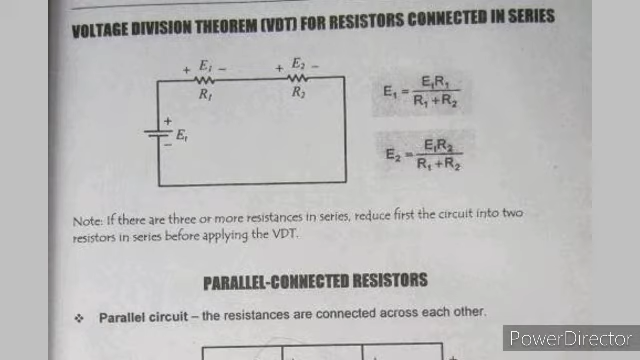 VOLTAGE DIVISION THEOREM (VDT) FOR RESISTORS CONNECTED IN SERIES
+ E₁ −
+ E₂ −
R₁
R₂
+
Eₜ
−
E₁ = EₜR₁ / R₁ + R₂
E₂ = EₜR₂ / R₁ + R₂
Note: If there are three or more resistances in series, reduce first the circuit into two
resistors in series before applying the VDT.
PARALLEL-CONNECTED RESISTORS
❖ Parallel circuit – the resistances are connected across each other.
PowerDirector